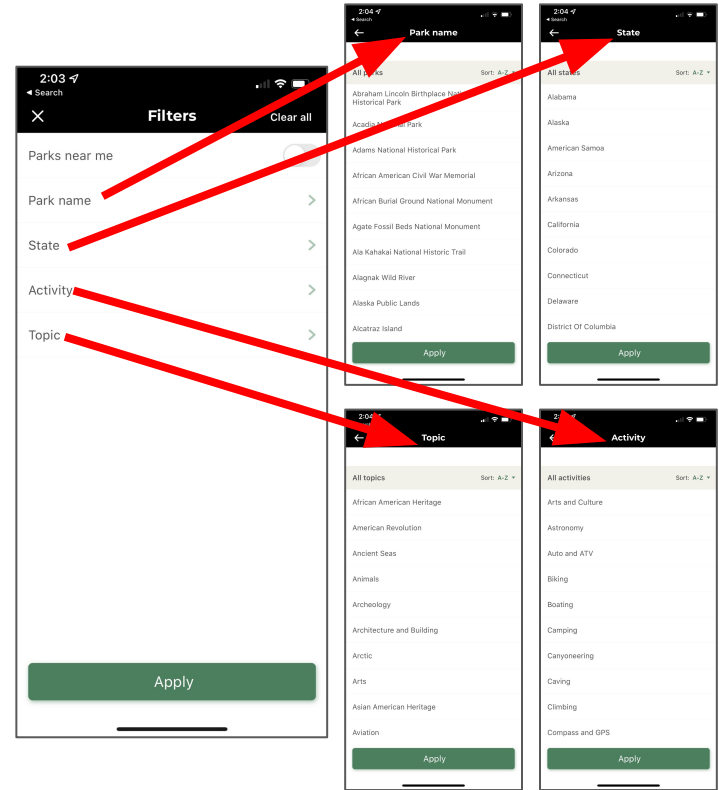 2:03
◄ Search
Filters
Clear all
Parks near me
Park name
State
Activity
Topic
Apply
2:04
◄ Search
Park name
All parks
Sort: A-Z
Abraham Lincoln Birthplace
Historical Park
Acadia National Park
Adams National Historical Park
African American Civil War Memorial
African Burial Ground National Monument
Agate Fossil Beds National Monument
Ala Kahakai National Historic Trail
Alagnak Wild River
Alaska Public Lands
Alcatraz Island
Apply
2:04
◄ Search
State
All states
Sort: A-Z
Alabama
Alaska
American Samoa
Arizona
Arkansas
California
Colorado
Connecticut
Delaware
District Of Columbia
Apply
2:04
Topic
All topics
Sort: A-Z
African American Heritage
American Revolution
Ancient Seas
Animals
Archeology
Architecture and Building
Arctic
Arts
Asian American Heritage
Aviation
Apply
Activity
All activities
Sort: A-Z
Arts and Culture
Astronomy
Auto and ATV
Biking
Boating
Camping
Canyoneering
Caving
Climbing
Compass and GPS
Apply